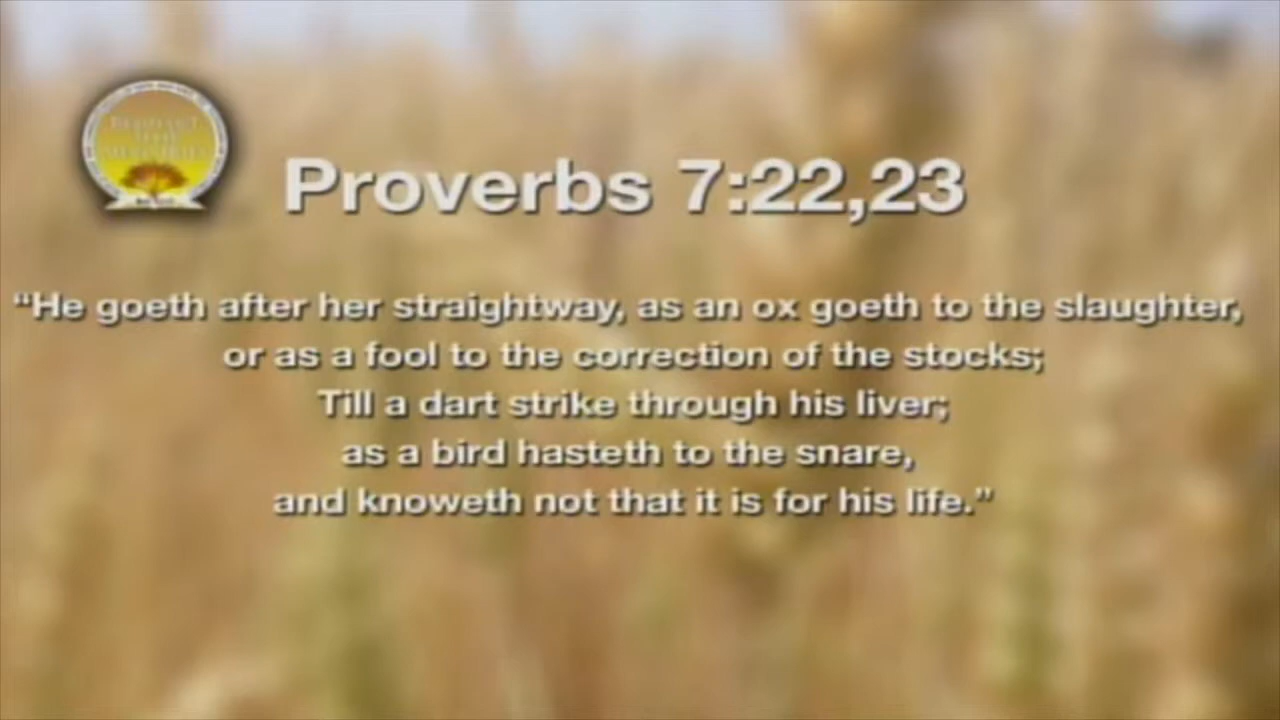 Proverbs 7:22,23
“He goeth after her straightway, as an ox goeth to the slaughter,
or as a fool to the correction of the stocks;
Till a dart strike through his liver;
as a bird hasteth to the snare,
and knoweth not that it is for his life.”